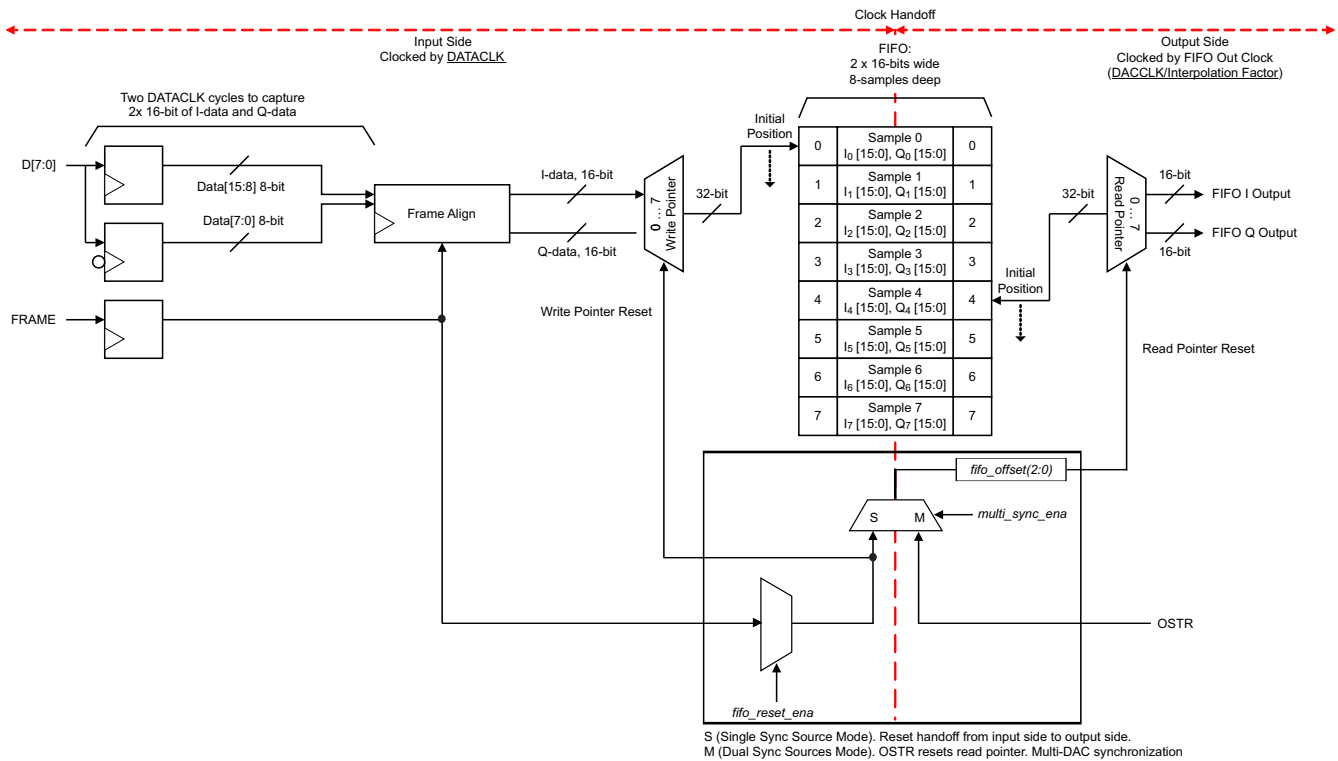 Clock Handoff
Input Side
Clocked by DATACLK
FIFO:
2 x 16-bits wide
8-samples deep
Output Side
Clocked by FIFO Out Clock
(DACCLK/Interpolation Factor)
Two DATACLK cycles to capture
2x 16-bit of I-data and Q-data
Initial
Position
D[7:0]
Data[15:8] 8-bit
Data[7:0] 8-bit
Frame Align
I-data, 16-bit
Q-data, 16-bit
0 ... 7
Write Pointer
32-bit
0
Sample 0
I0 [15:0], Q0 [15:0]
0
1
Sample 1
I1 [15:0], Q1 [15:0]
1
2
Sample 2
I2 [15:0], Q2 [15:0]
2
3
Sample 3
I3 [15:0], Q3 [15:0]
3
4
Sample 4
I4 [15:0], Q4 [15:0]
4
5
Sample 5
I5 [15:0], Q5 [15:0]
5
6
Sample 6
I6 [15:0], Q6 [15:0]
6
7
Sample 7
I7 [15:0], Q7 [15:0]
7
Initial
Position
32-bit
Read Pointer
0 ... 7
16-bit
FIFO I Output
FIFO Q Output
16-bit
FRAME
Write Pointer Reset
Read Pointer Reset
fifo_offset(2:0)
S
M
multi_sync_ena
OSTR
fifo_reset_ena
S (Single Sync Source Mode). Reset handoff from input side to output side.
M (Dual Sync Sources Mode). OSTR resets read pointer. Multi-DAC synchronization